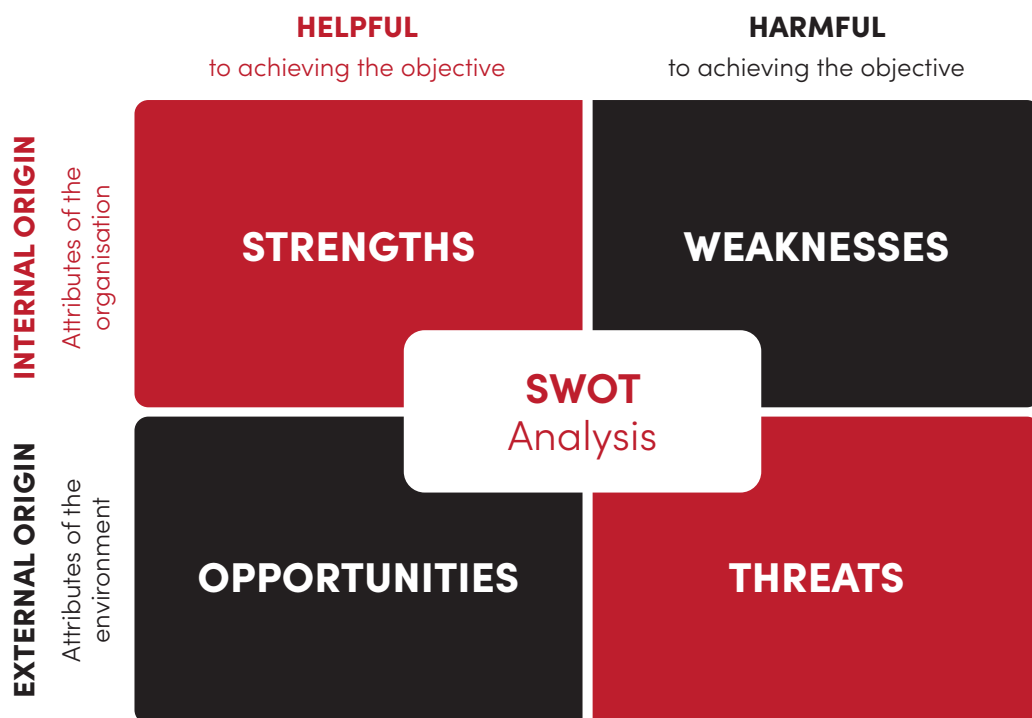 HELPFUL
to achieving the objective
HARMFUL
to achieving the objective
INTERNAL ORIGIN
Attributes of the
organisation
STRENGTHS
WEAKNESSES
SWOT
Analysis
EXTERNAL ORIGIN
Attributes of the
environment
OPPORTUNITIES
THREATS